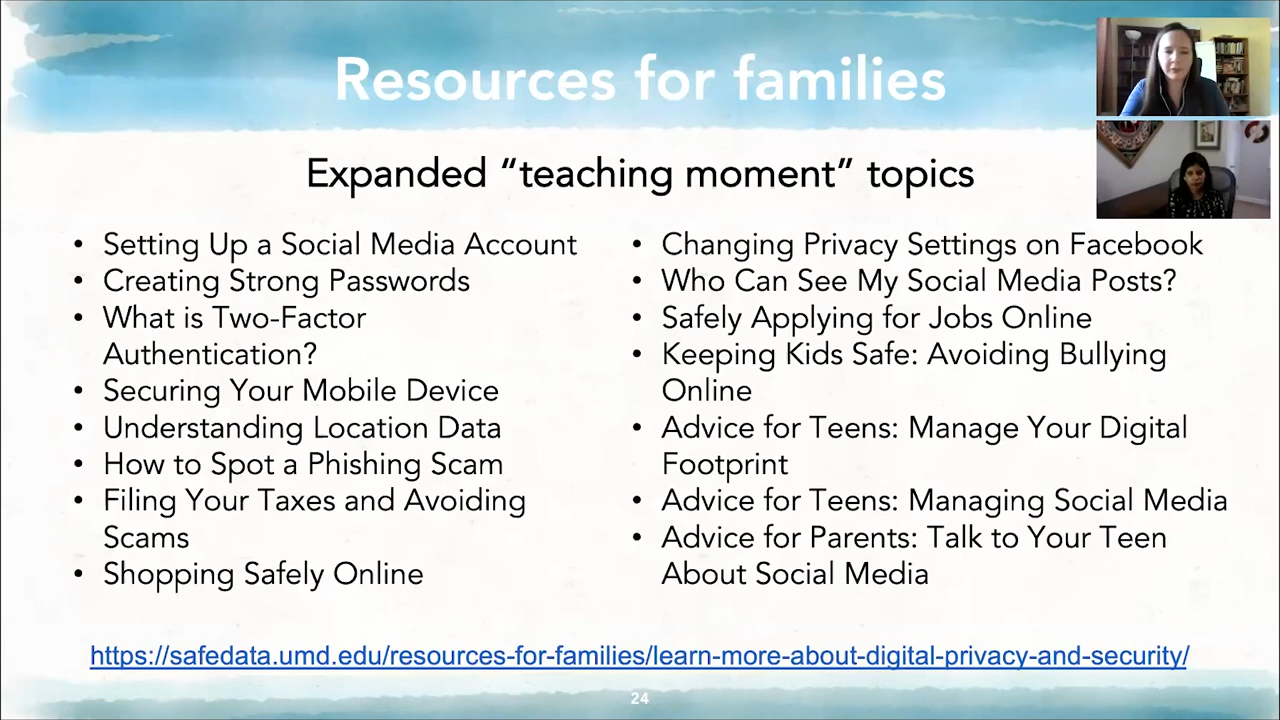 Resources for families
Expanded “teaching moment” topics
• Setting Up a Social Media Account
• Creating Strong Passwords
• What is Two-Factor
Authentication?
• Securing Your Mobile Device
• Understanding Location Data
• How to Spot a Phishing Scam
• Filing Your Taxes and Avoiding
Scams
• Shopping Safely Online
• Changing Privacy Settings on Facebook
• Who Can See My Social Media Posts?
• Safely Applying for Jobs Online
• Keeping Kids Safe: Avoiding Bullying
Online
• Advice for Teens: Manage Your Digital
Footprint
• Advice for Teens: Managing Social Media
• Advice for Parents: Talk to Your Teen
About Social Media
https://safedata.umd.edu/resources-for-families/learn-more-about-digital-privacy-and-security/
24